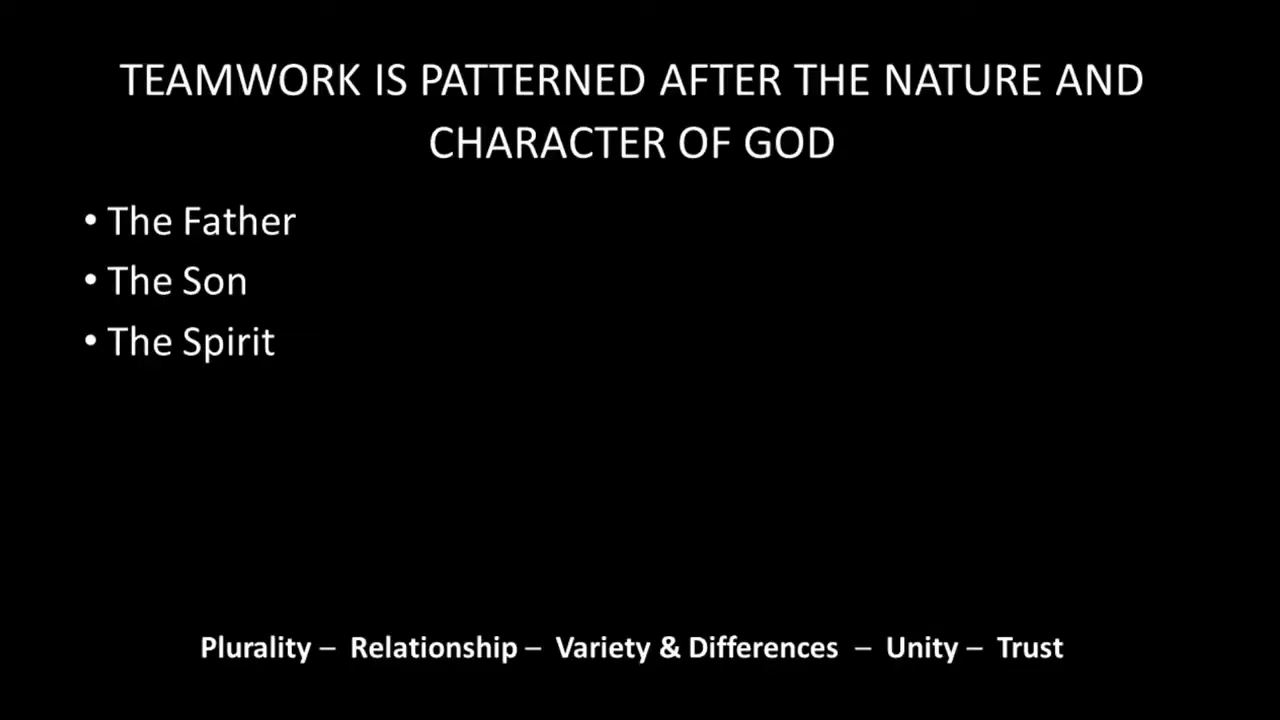 TEAMWORK IS PATTERNED AFTER THE NATURE AND
CHARACTER OF GOD
• The Father
• The Son
• The Spirit
Plurality – Relationship – Variety & Differences – Unity – Trust